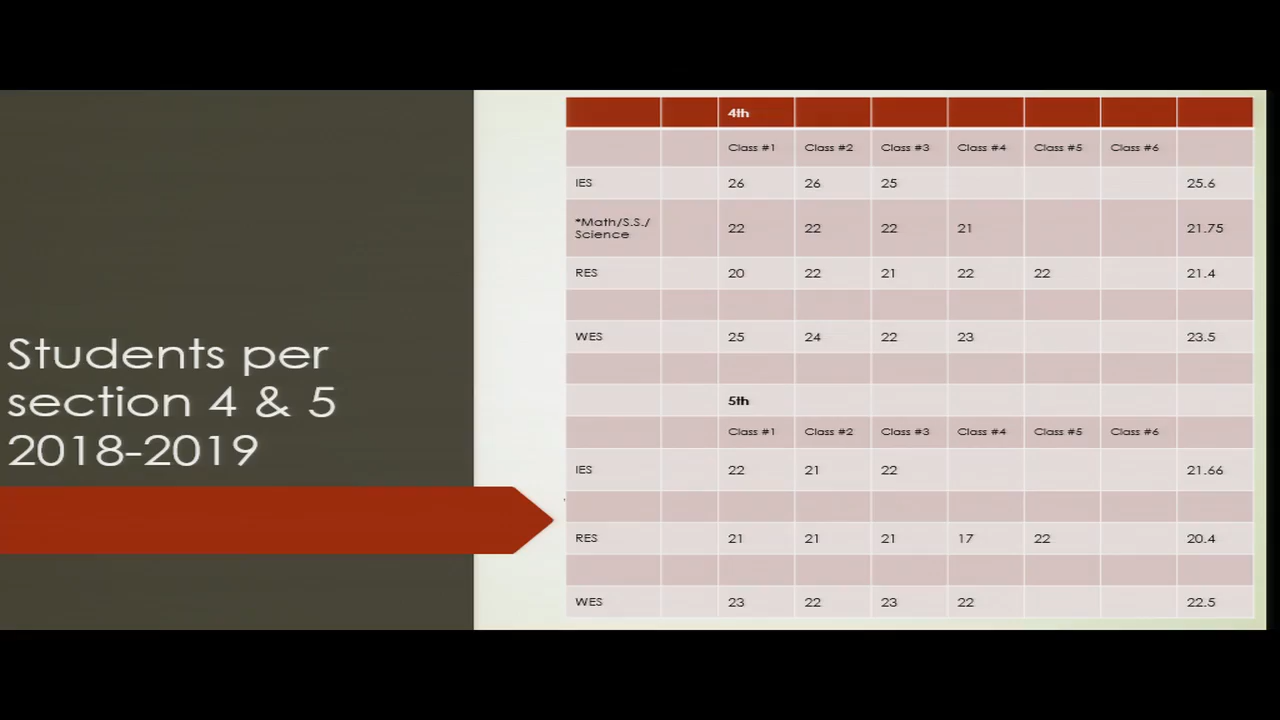 Students per
section 4 & 5
2018-2019
4th
Class #1 Class #2 Class #3 Class #4 Class #5 Class #6
IES 26 26 25 25.6
*Math/S.S./
Science 22 22 22 21 21.75
RES 20 22 21 22 22 21.4
WES 25 24 22 23 23.5
5th
Class #1 Class #2 Class #3 Class #4 Class #5 Class #6
IES 22 21 22 21.66
RES 21 21 21 17 22 20.4
WES 23 22 23 22 22.5